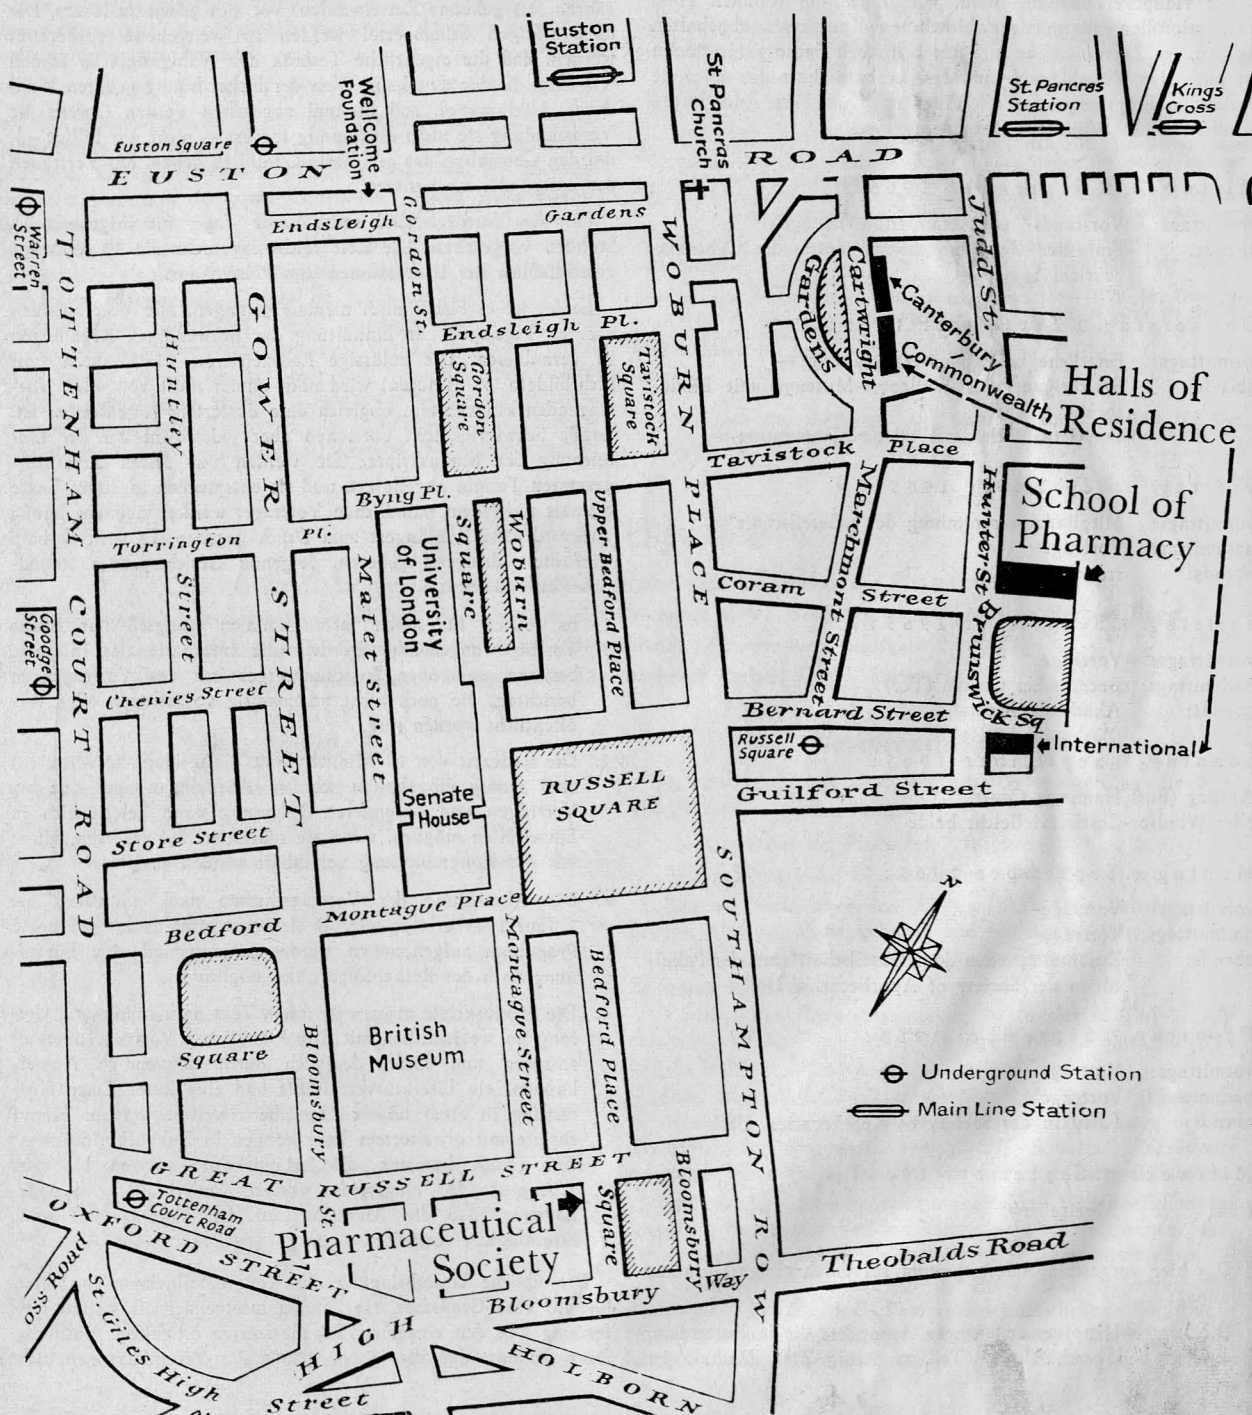 Euston
Station
St Pancras
Church
St. Pancras
Station
Kings
Cross
Euston Square
Wellcome
Foundation
EUSTON
ROAD
Warren
Street
Endsleigh
Gardens
Gordon St.
TOTTENHAM COURT ROAD
Huntley
Street
GOWER STREET
Endsleigh Pl.
Gordon
Square
Tavistock
Square
WOBURN PLACE
Cartwright
Gardens
Judd St.
Canterbury
Commonwealth
Halls of
Residence
Tavistock Place
Byng Pl.
Torrington Pl.
Malet Street
University
of London
Square
Woburn
Upper Bedford Place
Marchmont Street
Hunter St.
School of
Pharmacy
Coram Street
Brunswick Sq
Goodge
Street
Chenies Street
Bernard Street
Russell
Square
International
Guilford Street
RUSSELL
SQUARE
Senate
House
Store Street
Montague Place
Bedford
Square
SOUTHAMPTON ROW
N
British
Museum
Montague Street
Bedford Place
Bloomsbury
St.
Underground Station
Main Line Station
GREAT RUSSELL STREET
Tottenham
Court Road
OXFORD STREET
Pharmaceutical
Society
Square
Bloomsbury
Bloomsbury Way
Theobalds Road
oss Road
St Giles High
Street
HIGH
HOLBORN